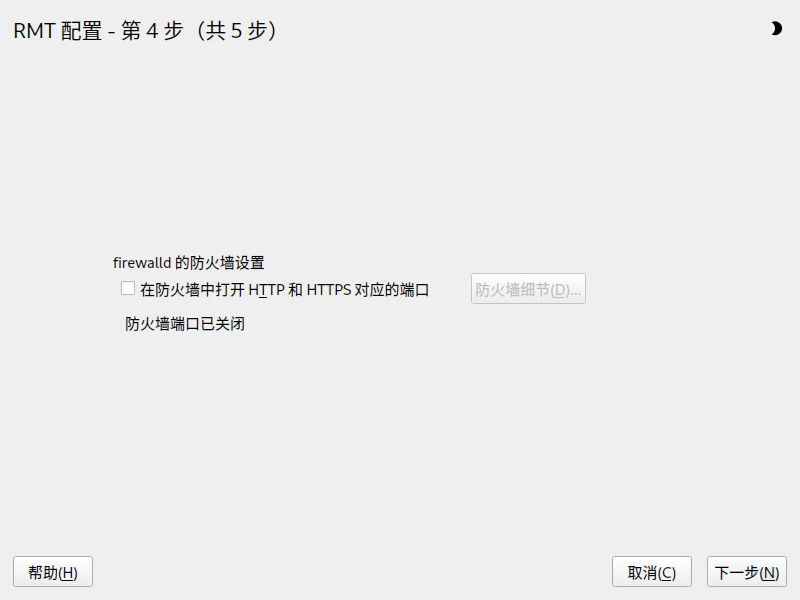 RMT 配置 - 第 4 步（共 5 步）
firewalld 的防火墙设置
在防火墙中打开 HTTP 和 HTTPS 对应的端口
防火墙细节(D)...
防火墙端口已关闭
帮助(H)
取消(C)
下一步(N)